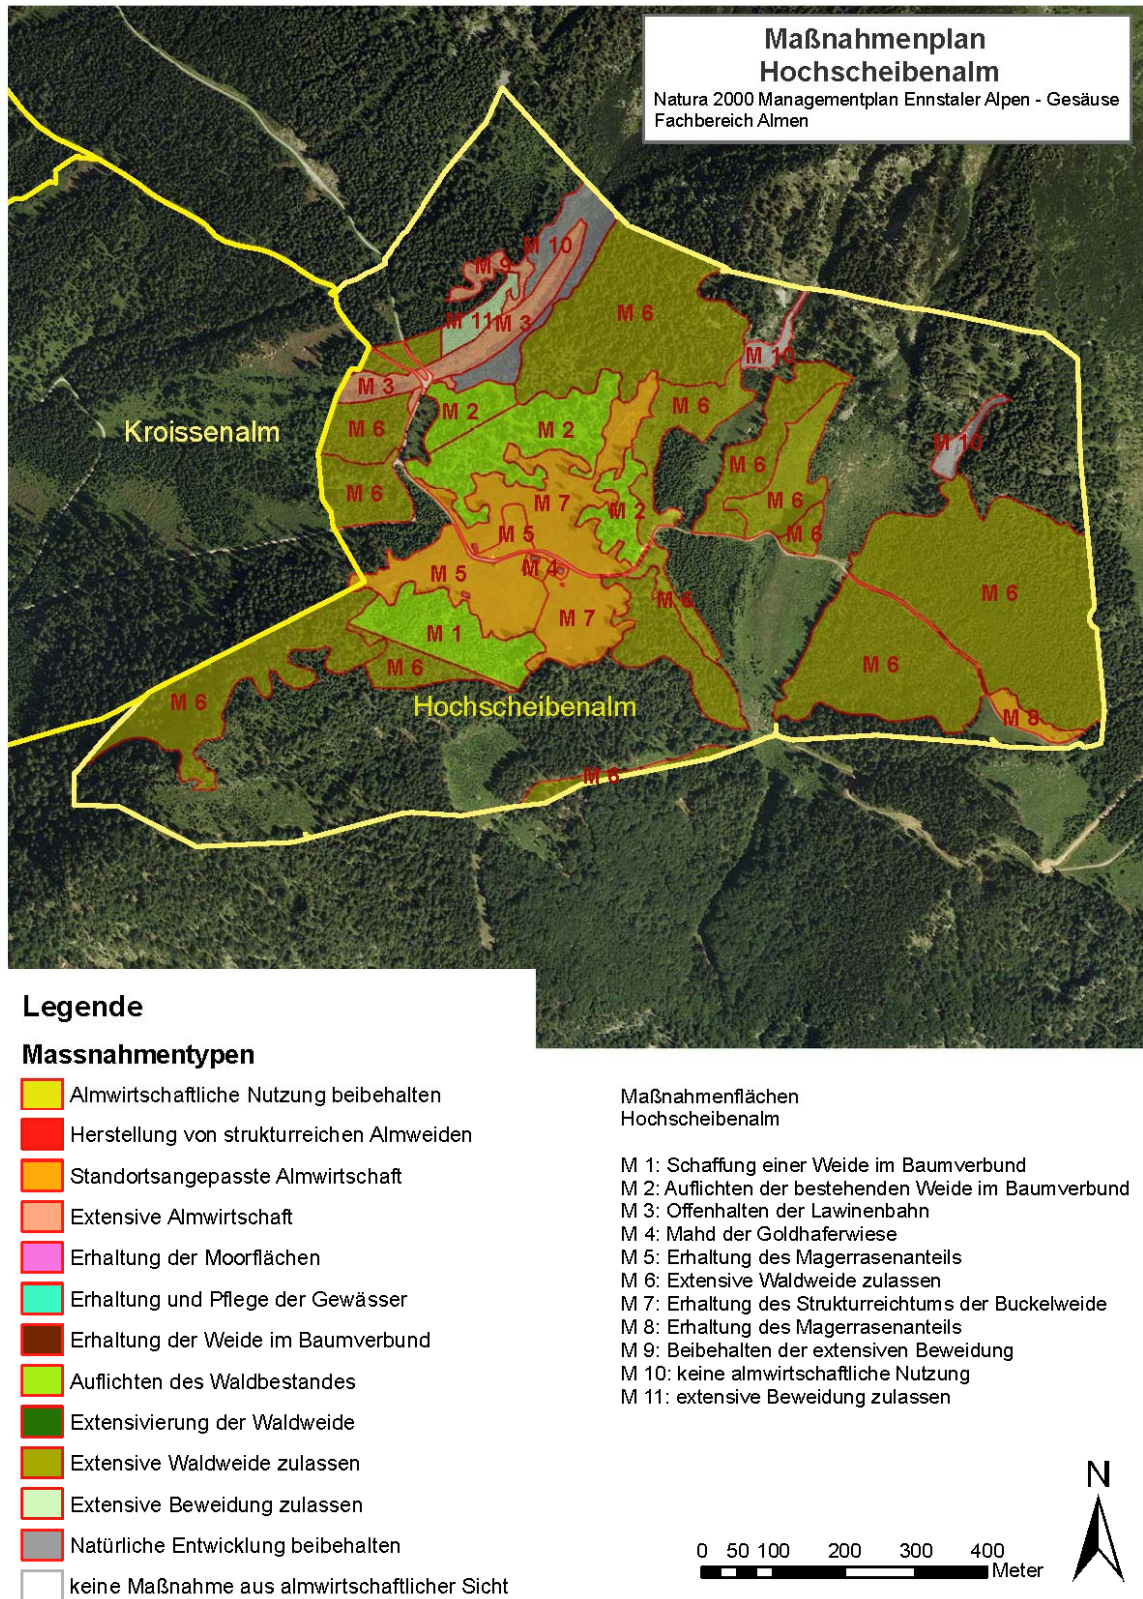 Maßnahmenplan
Hochscheibenalm
Natura 2000 Managementplan Ennstaler Alpen - Gesäuse
Fachbereich Almen
M 10
M 9
M 11
M 3
M 6
M 10
M 3
M 2
M 6
Kroissenalm
M 6
M 2
M 10
M 6
M 6
M 6
M 7
M 2
M 5
M 6
M 4
M 5
M 6
M 6
M 7
M 1
M 6
M 6
M 6
Hochscheibenalm
M 8
M 6
Legende
Massnahmentypen
Almwirtschaftliche Nutzung beibehalten
Herstellung von strukturreichen Almweiden
Standortsangepasste Almwirtschaft
Extensive Almwirtschaft
Erhaltung der Moorflächen
Erhaltung und Pflege der Gewässer
Erhaltung der Weide im Baumverbund
Auflichten des Waldbestandes
Extensivierung der Waldweide
Extensive Waldweide zulassen
Extensive Beweidung zulassen
Natürliche Entwicklung beibehalten
keine Maßnahme aus almwirtschaftlicher Sicht
Maßnahmenflächen
Hochscheibenalm
M 1: Schaffung einer Weide im Baumverbund
M 2: Auflichten der bestehenden Weide im Baumverbund
M 3: Offenhalten der Lawinenbahn
M 4: Mahd der Goldhaferwiese
M 5: Erhaltung des Magerrasenanteils
M 6: Extensive Waldweide zulassen
M 7: Erhaltung des Strukturreichtums der Buckelweide
M 8: Erhaltung des Magerrasenanteils
M 9: Beibehalten der extensiven Beweidung
M 10: keine almwirtschaftliche Nutzung
M 11: extensive Beweidung zulassen
N
0 50 100 200 300 400
Meter